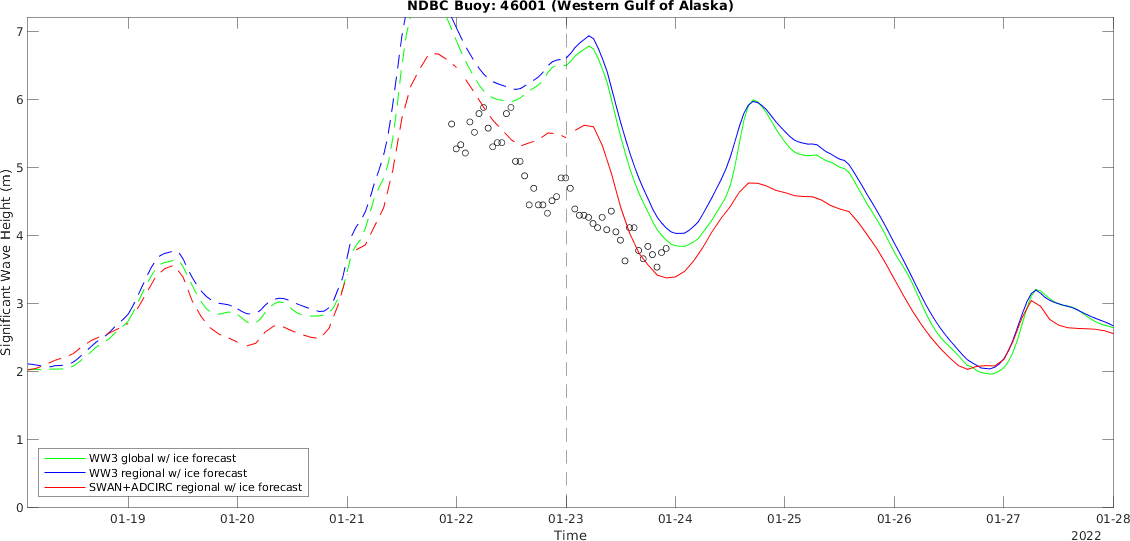 NDBC Buoy: 46001 (Western Gulf of Alaska)
7
6
5
4
3
2
1
0
Significant Wave Height (m)
WW3 global w/ ice forecast
WW3 regional w/ ice forecast
SWAN+ADCIRC regional w/ ice forecast
01-19 01-20 01-21 01-22 01-23 01-24 01-25 01-26 01-27 01-28
Time
2022